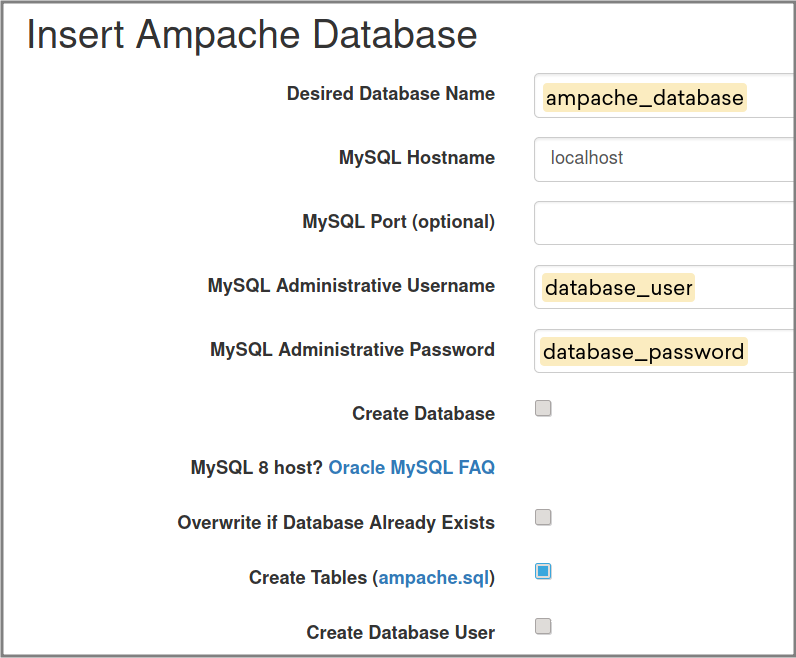 Insert Ampache Database
Desired Database Name ampache_database
MySQL Hostname localhost
MySQL Port (optional)
MySQL Administrative Username database_user
MySQL Administrative Password database_password
Create Database
MySQL 8 host? Oracle MySQL FAQ
Overwrite if Database Already Exists
Create Tables (ampache.sql)
Create Database User